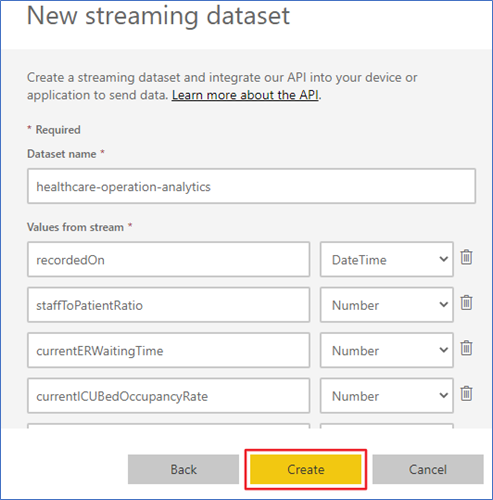 New streaming dataset
Create a streaming dataset and integrate our API into your device or
application to send data. Learn more about the API.
* Required
Dataset name *
healthcare-operation-analytics
Values from stream *
recordedOn DateTime
staffToPatientRatio Number
currentERWaitingTime Number
currentICUBedOccupancyRate Number
Back Create Cancel